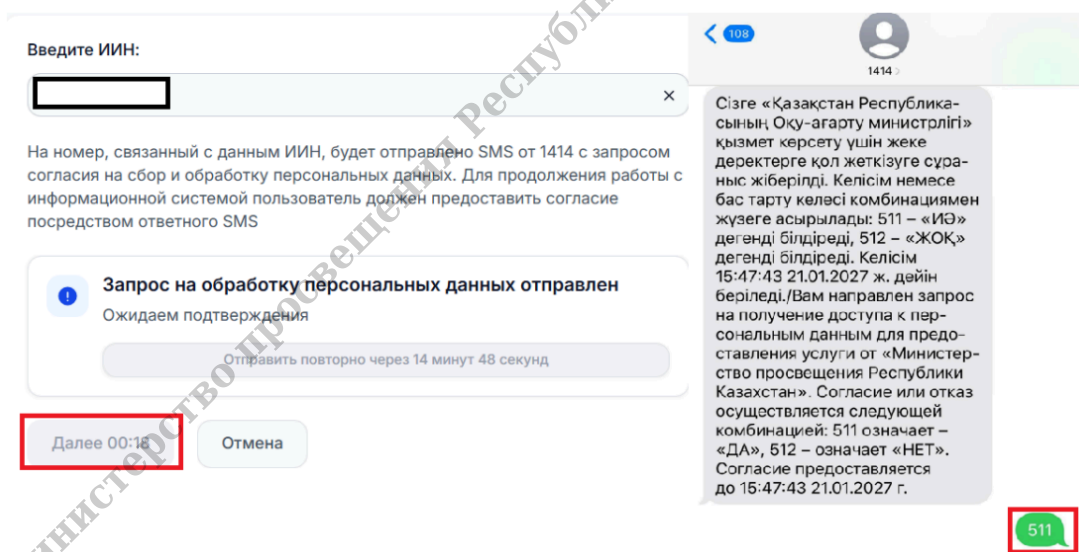 Введите ИИН:
На номер, связанный с данным ИИН, будет отправлено SMS от 1414 с запросом
согласия на сбор и обработку персональных данных. Для продолжения работы с
информационной системой пользователь должен предоставить согласие
посредством ответного SMS
Запрос на обработку персональных данных отправлен
Ожидаем подтверждения
Отправить повторно через 14 минут 48 секунд
Далее 00:18
Отмена
108
1414
Сізге «Қазақстан Республика-
сының Оқу-ағарту министрлігі»
қызмет көрсету үшін жеке
деректерге қол жеткізуге сұра-
ныс жіберілді. Келісім немесе
бас тарту келесі комбинациямен
жүзеге асырылады: 511 – «ИӘ»
дегенді білдіреді, 512 – «ЖОҚ»
дегенді білдіреді. Келісім
15:47:43 21.01.2027 ж. дейін
беріледі./Вам направлен запрос
на получение доступа к пер-
сональным данным для предо-
ставления услуги от «Министер-
ство просвещения Республики
Казахстан». Согласие или отказ
осуществляется следующей
комбинацией: 511 означает –
«ДА», 512 – означает «НЕТ».
Согласие предоставляется
до 15:47:43 21.01.2027 г.
511
инистерство просвещения Республи